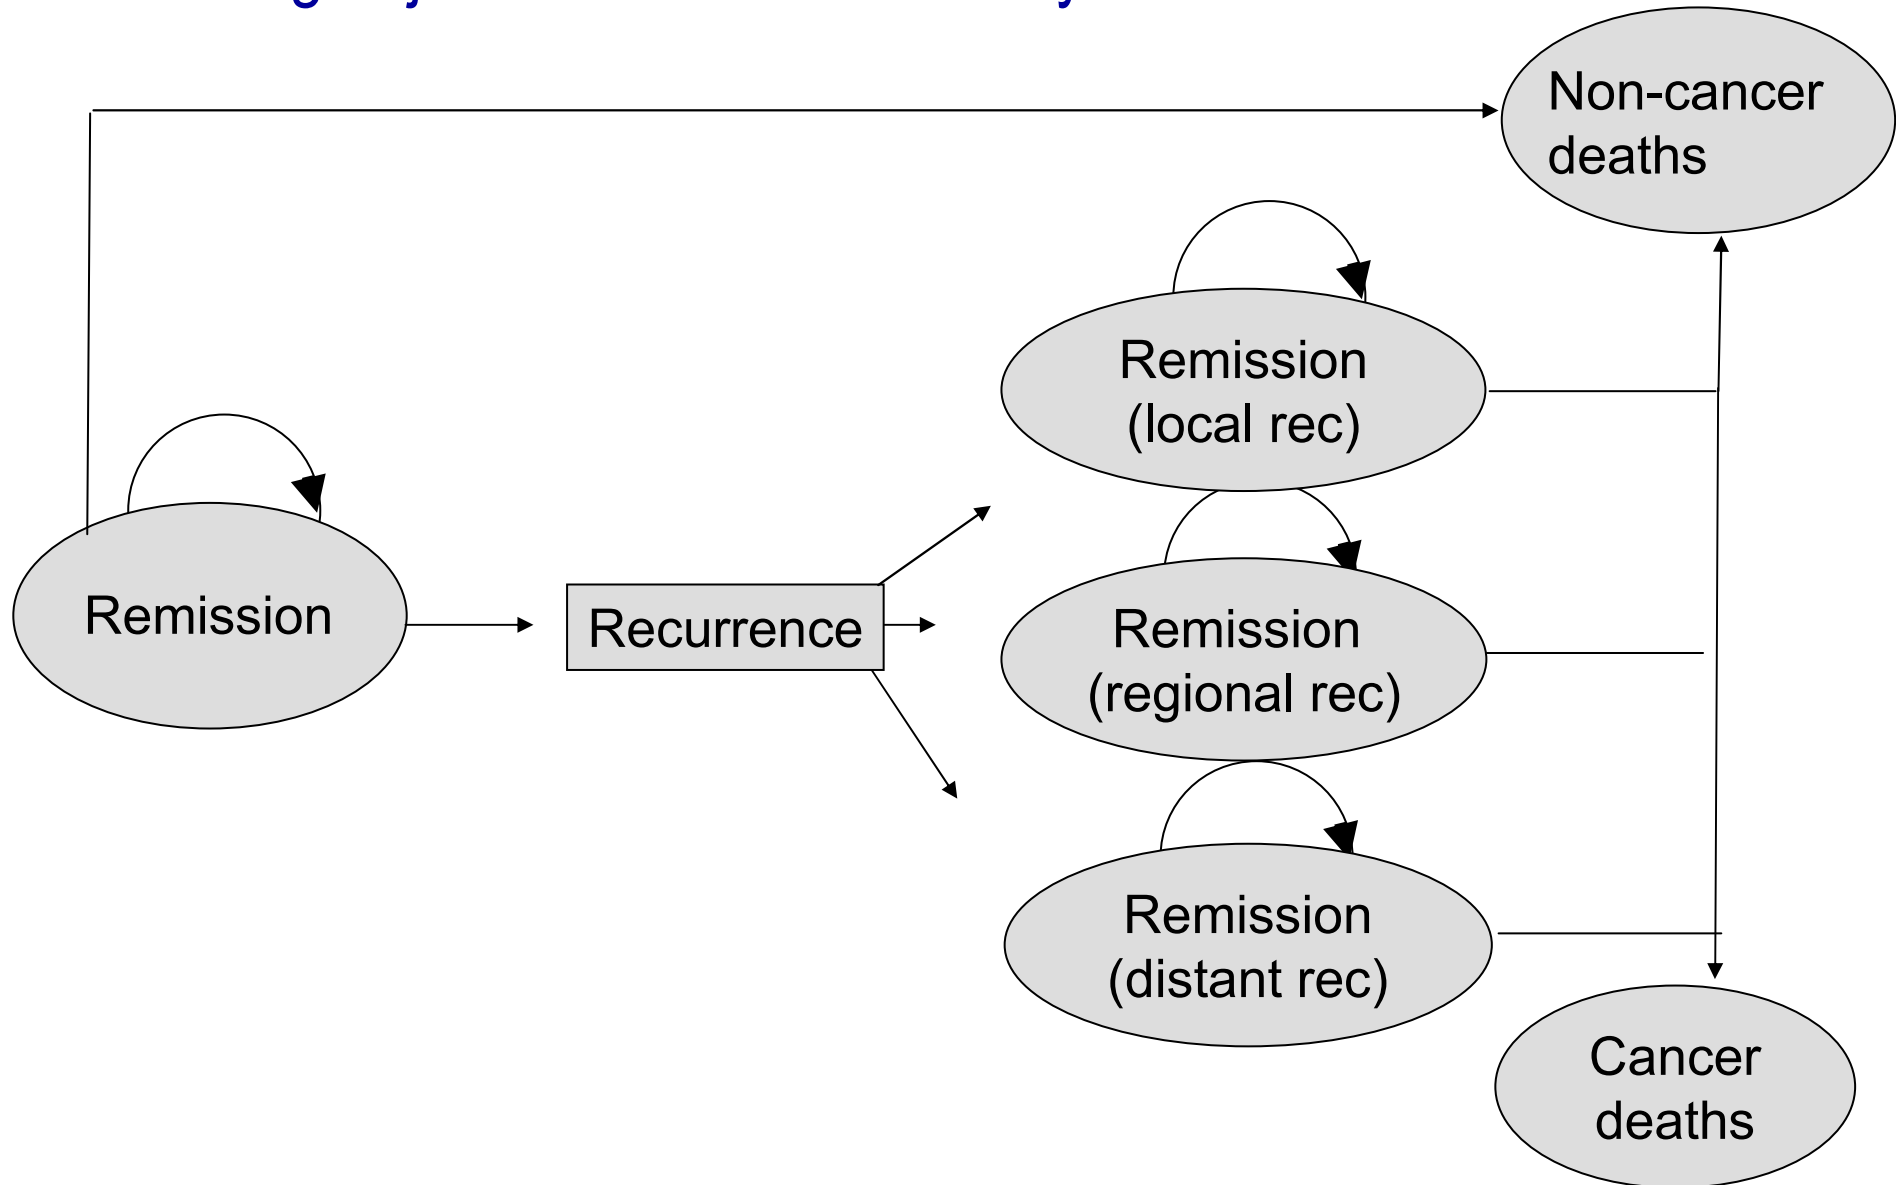 Non-cancer
deaths
Remission
(local rec)
Remission
Recurrence
Remission
(regional rec)
Remission
(distant rec)
Cancer
deaths